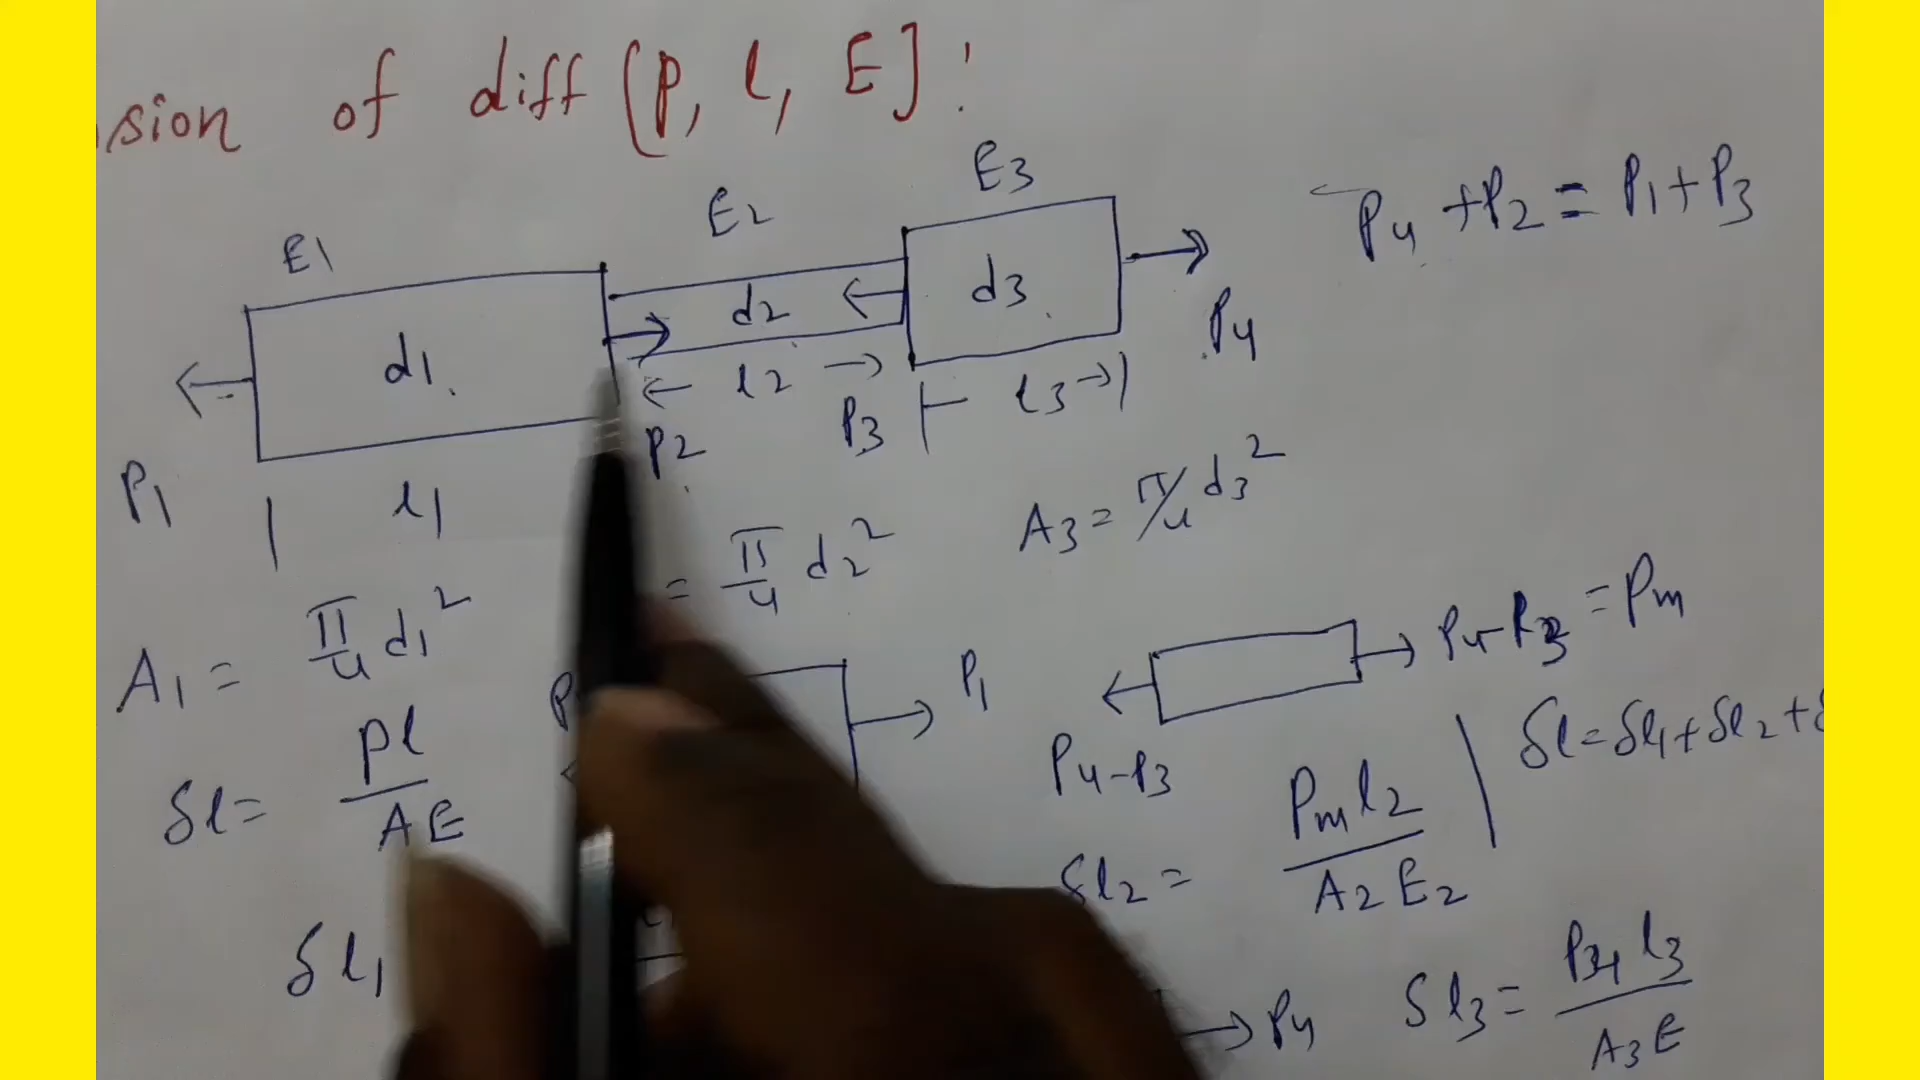 sion of diff (P, l, E] :
E1 E2 E3
P4 + P2 = P1 + P3
d1 d2 d3
P4
l2 l3
P1 l1 P2 P3
A1 = π/4 d1²
= π/4 d2²
A3 = π/4 d3²
P1
P4-P3 = Pm
P4-P3
δl = Pl/AE
δl = δl1 + δl2 +
δl2 = Pm l2 / A2 E2
δl1
P4
δl3 = P4 l3 / A3 E